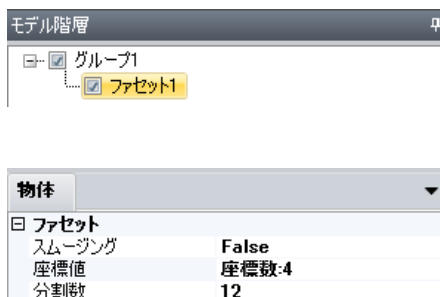 モデル階層
グループ1
ファセット1
物体
ファセット
スムージング False
座標値 座標数:4
分割数 12